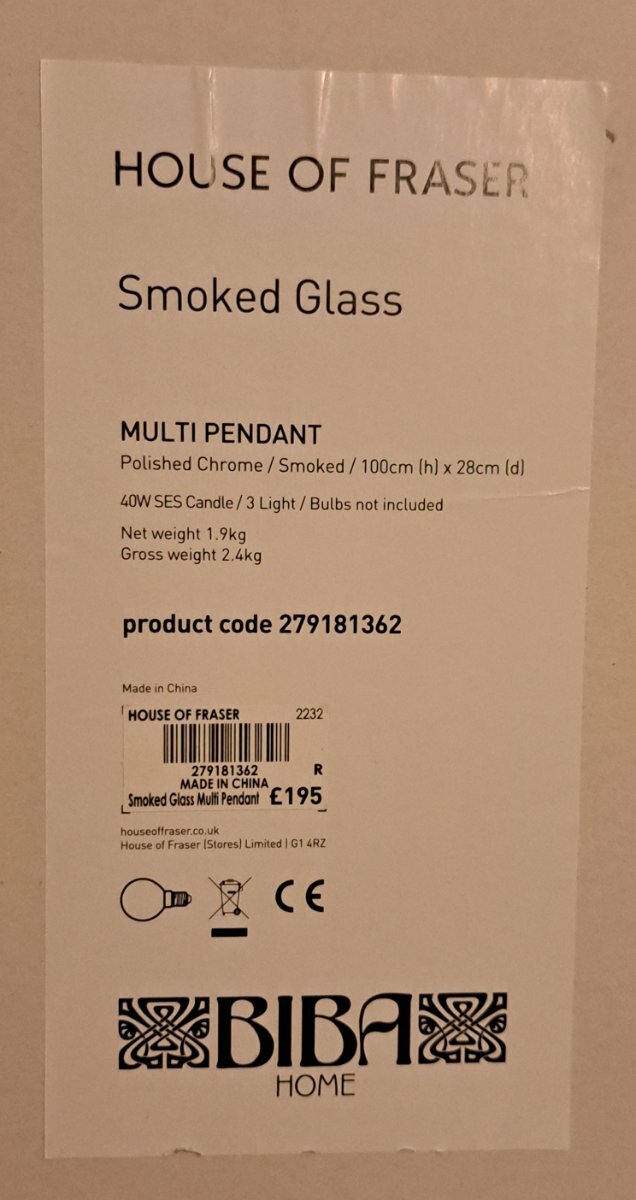 HOUSE OF FRASER
Smoked Glass
MULTI PENDANT
Polished Chrome / Smoked / 100cm (h) x 28cm (d)
40W SES Candle / 3 Light / Bulbs not included
Net weight 1.9kg
Gross weight 2.4kg
product code 279181362
Made in China
HOUSE OF FRASER 2232
279181362 R
MADE IN CHINA
Smoked Glass Multi Pendant £195
houseoffraser.co.uk
House of Fraser (Stores) Limited | G1 4RZ
CE
BIBA
HOME